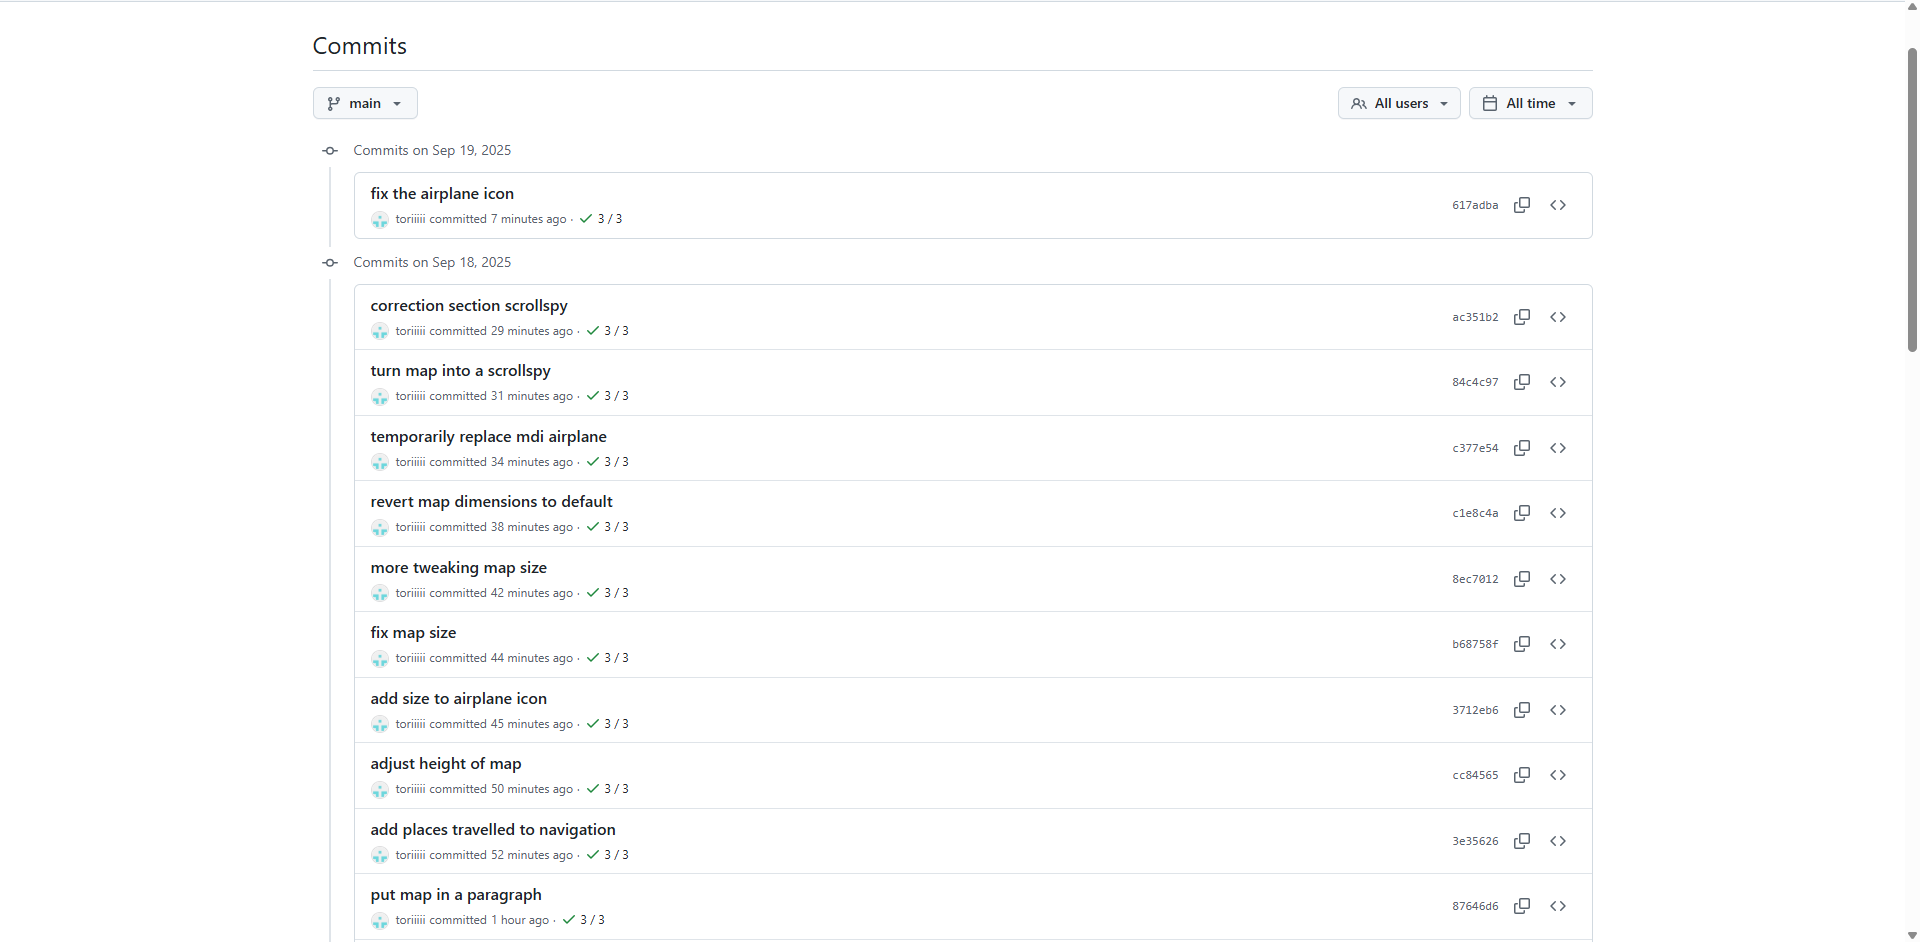 Commits
main
All users
All time
Commits on Sep 19, 2025
fix the airplane icon
toriiiii committed 7 minutes ago · 3 / 3
617adba
Commits on Sep 18, 2025
correction section scrollspy
toriiiii committed 29 minutes ago · 3 / 3
ac351b2
turn map into a scrollspy
toriiiii committed 31 minutes ago · 3 / 3
84c4c97
temporarily replace mdi airplane
toriiiii committed 34 minutes ago · 3 / 3
c377e54
revert map dimensions to default
toriiiii committed 38 minutes ago · 3 / 3
c1e8c4a
more tweaking map size
toriiiii committed 42 minutes ago · 3 / 3
8ec7012
fix map size
toriiiii committed 44 minutes ago · 3 / 3
b68758f
add size to airplane icon
toriiiii committed 45 minutes ago · 3 / 3
3712eb6
adjust height of map
toriiiii committed 50 minutes ago · 3 / 3
cc84565
add places travelled to navigation
toriiiii committed 52 minutes ago · 3 / 3
3e35626
put map in a paragraph
toriiiii committed 1 hour ago · 3 / 3
87646d6